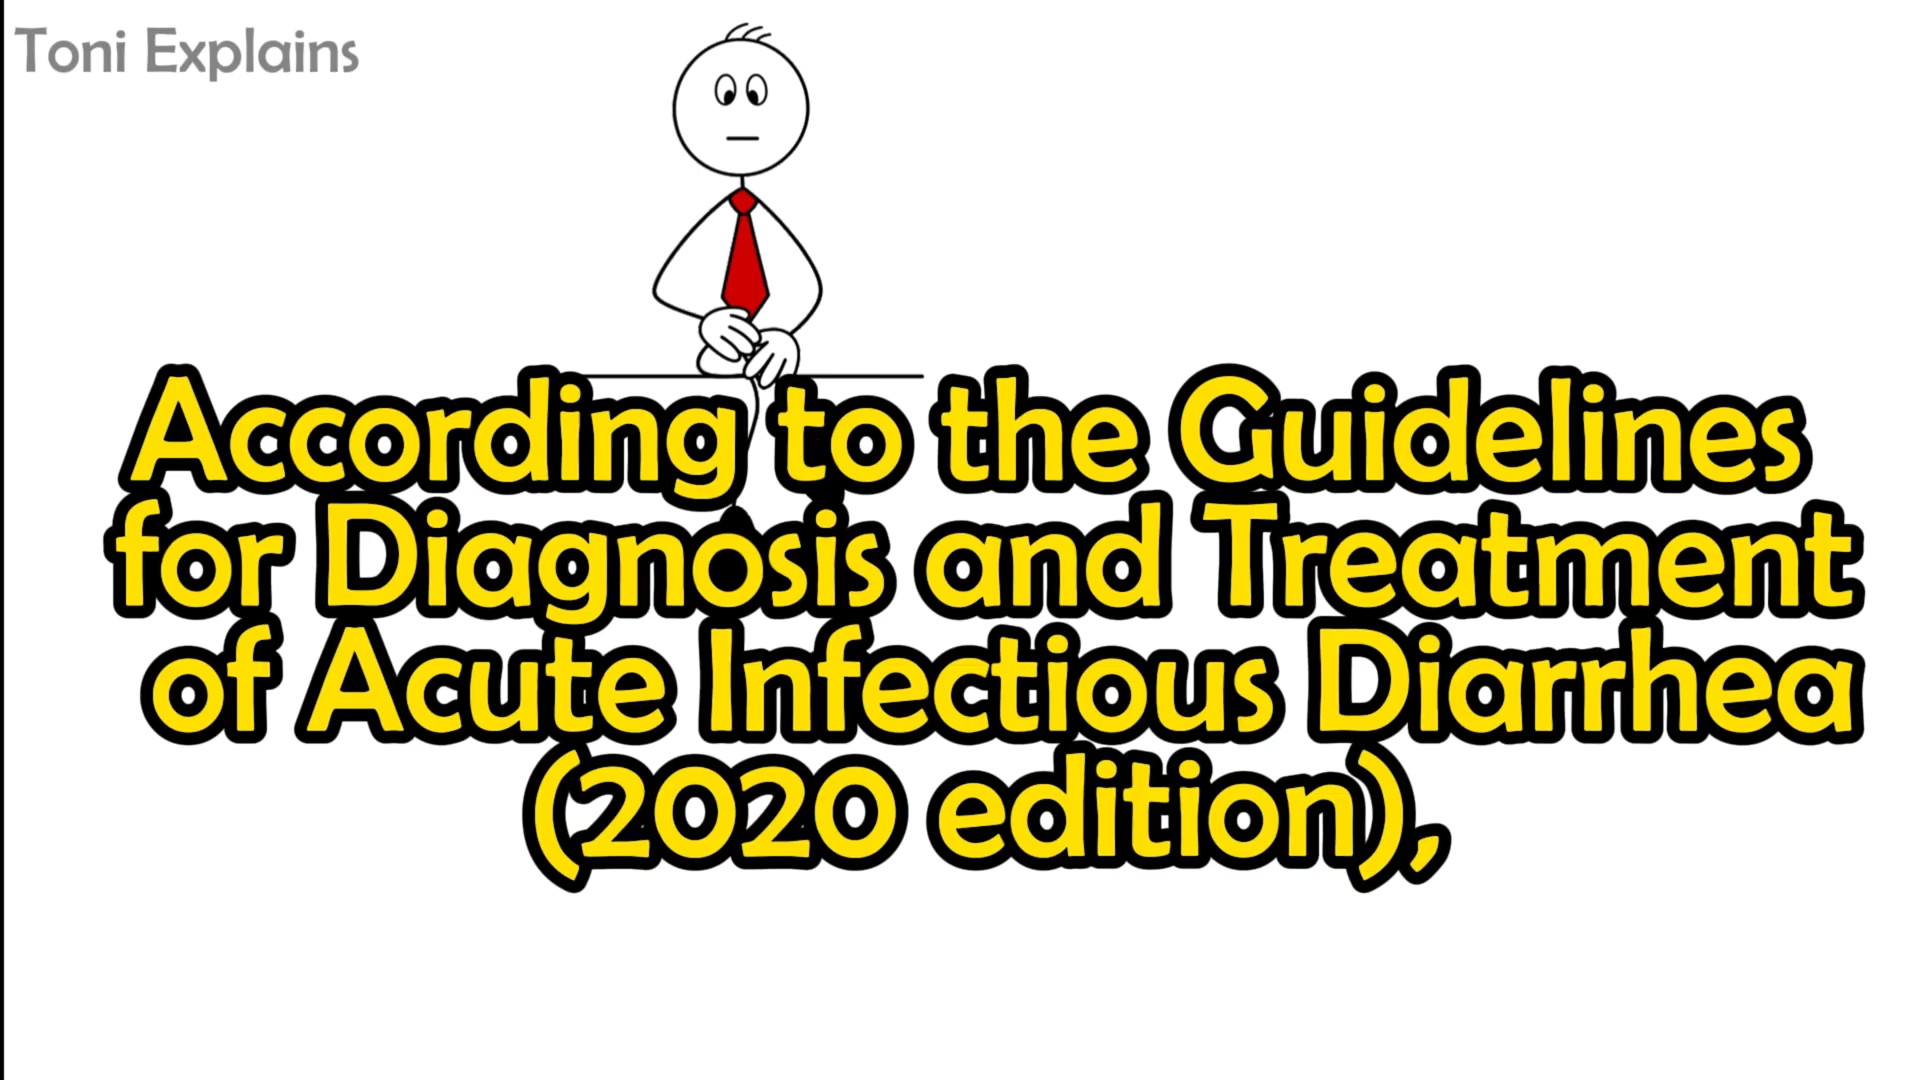 Toni Explains
According to the Guidelines
for Diagnosis and Treatment
of Acute Infectious Diarrhea
(2020 edition),